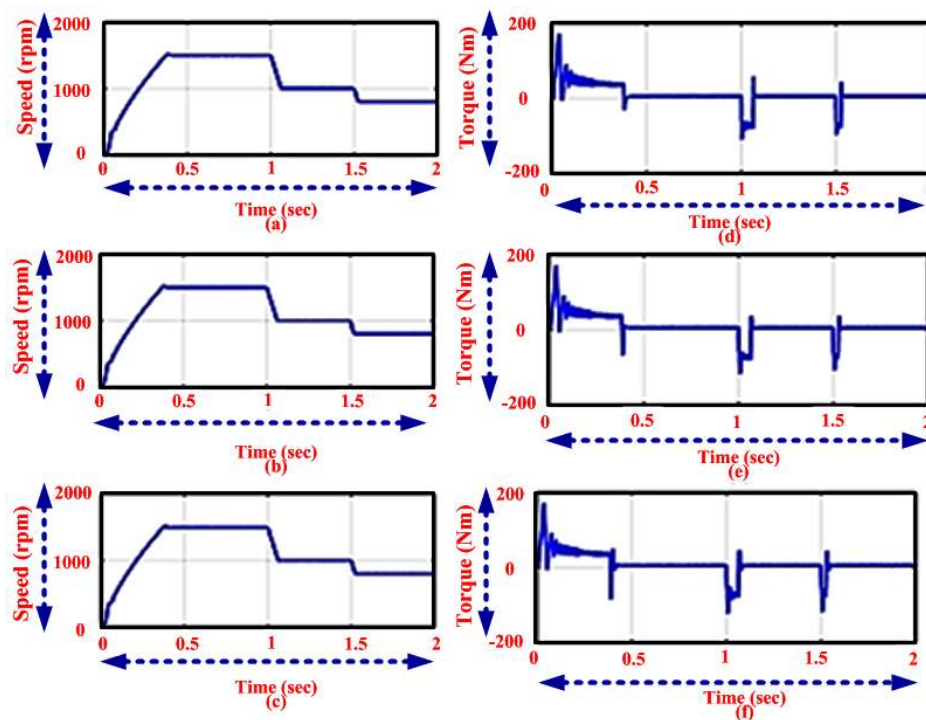 Speed (rpm)
2000
1000
0
0 0.5 1 1.5 2
Time (sec)
(a)
Torque (Nm)
200
0
-200
0 0.5 1 1.5
Time (sec)
(d)
Speed (rpm)
2000
1000
0
0 0.5 1 1.5 2
Time (sec)
(b)
Torque (Nm)
200
0
-200
0 0.5 1 1.5 2
Time (sec)
(e)
Speed (rpm)
2000
1000
0
0 0.5 1 1.5 2
Time (sec)
(c)
Torque (Nm)
200
0
-200
0 0.5 1 1.5 2
Time (sec)
(f)